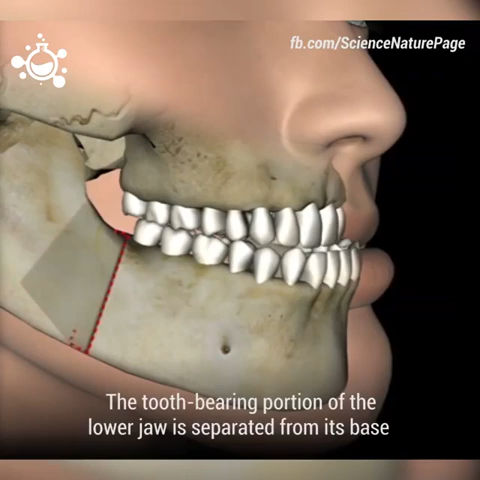 fb.com/ScienceNaturePage
The tooth-bearing portion of the
lower jaw is separated from its base